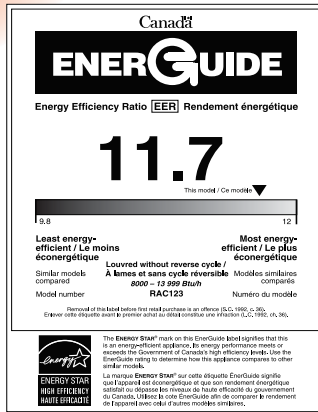 Canada
ENERGUIDE
Energy Efficiency Ratio EER Rendement énergétique
11.7
This model / Ce modèle
9.8 12
Least energy-efficient / Le moins éconergétique
Most energy-efficient / Le plus éconergétique
Similar models compared
Louvred without reverse cycle / À lames et sans cycle réversible
8000 – 13 999 Btu/h
Modèles similaires comparés
Model number
RAC123
Numéro du modèle
Removal of this label before first retail purchase is an offence (S.C. 1992, c. 36).
Enlever cette étiquette avant le premier achat au détail constitue une infraction (L.C. 1992, ch. 36).
energy
ENERGY STAR
HIGH EFFICIENCY
HAUTE EFFICACITÉ
The ENERGY STAR® mark on this EnerGuide label signifies that this
is an energy-efficient appliance. Its energy performance meets or
exceeds the Government of Canada's high efficiency levels. Use the
EnerGuide rating to determine how this appliance compares to other
similar models.
La marque ENERGY STAR® sur cette étiquette ÉnerGuide signifie
que l'appareil est éconergétique et que son rendement énergétique
satisfait ou dépasse les niveaux de haute efficacité du gouvernement
du Canada. Utilisez la cote ÉnerGuide afin de comparer le rendement
de l'appareil avec celui d'autres modèles similaires.